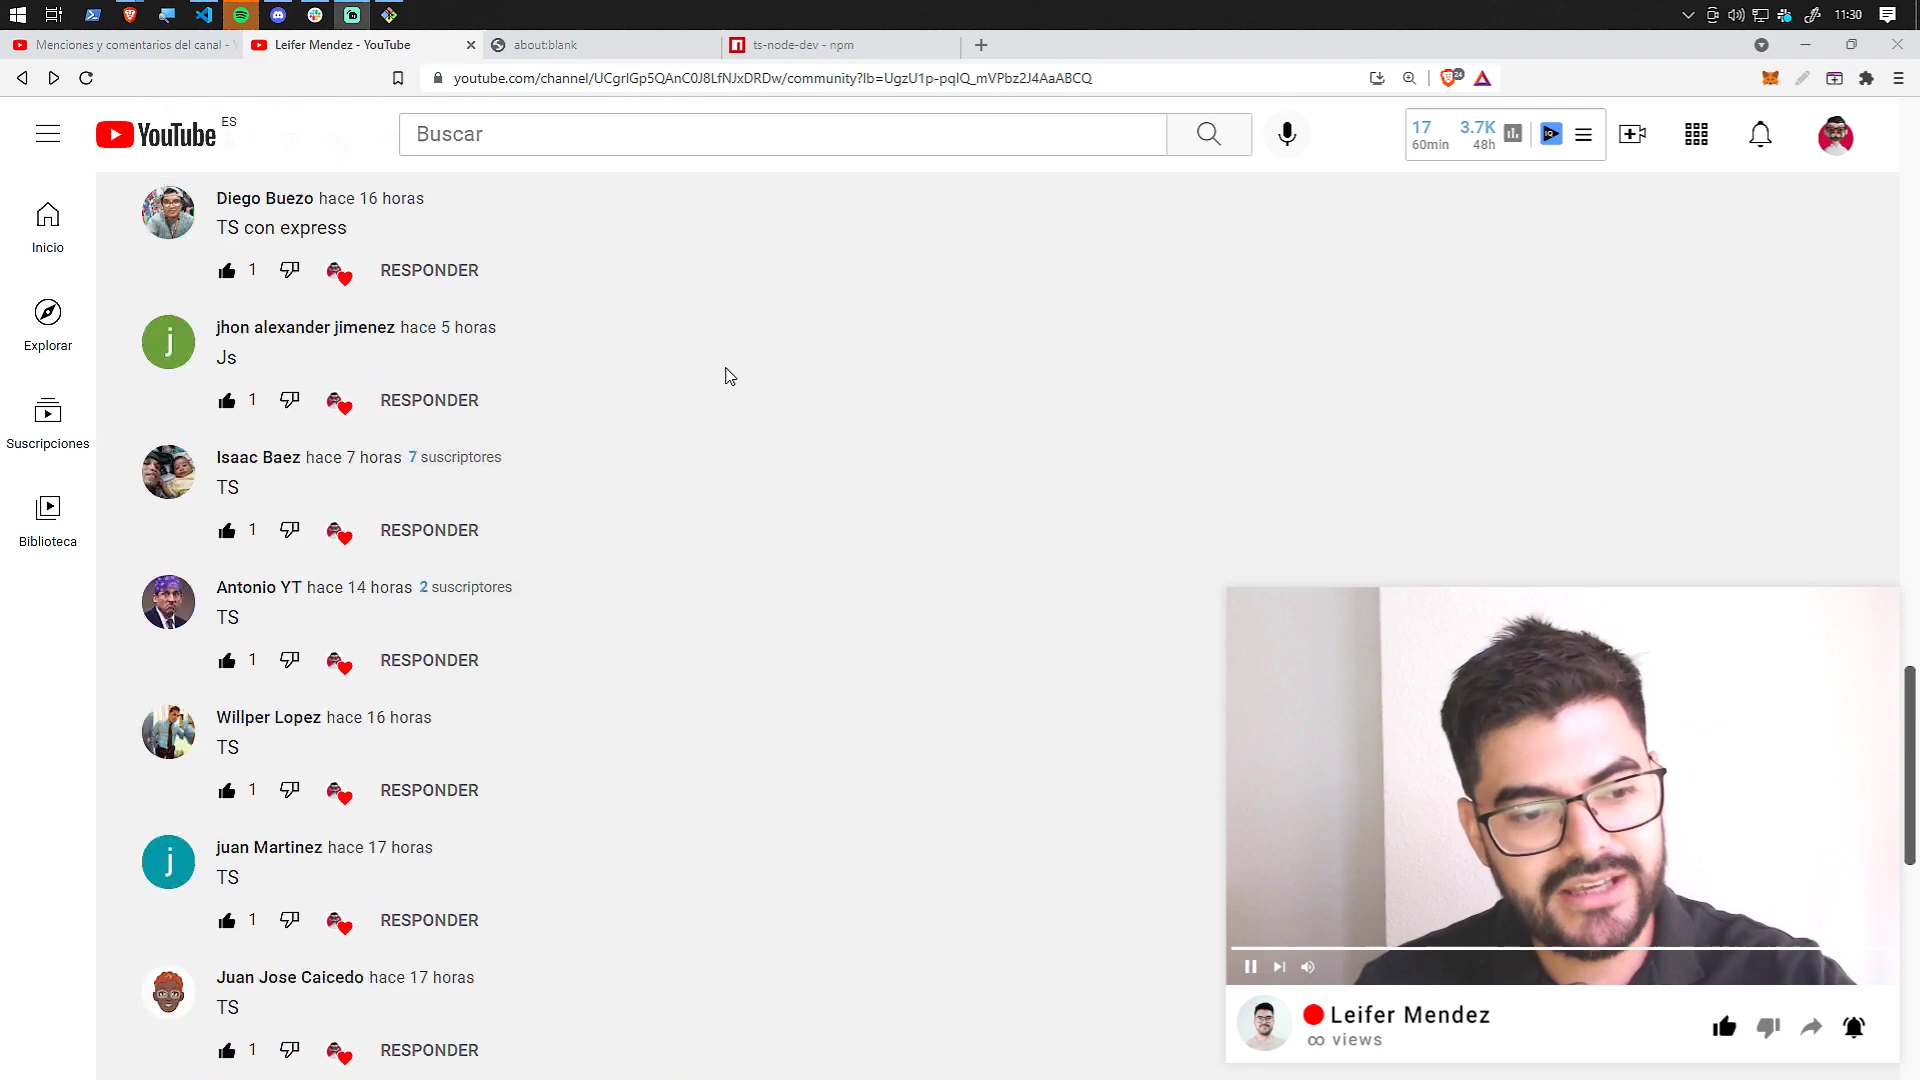 11:30
Menciones y comentarios del canal -
Leifer Mendez - YouTube
about:blank
ts-node-dev - npm
youtube.com/channel/UCgrIGp5QAnC0J8LfNJxDRDw/community?lb=UgzU1p-pqIQ_mVPbz2J4AaABCQ
24
YouTube
ES
Buscar
17
60min
3.7K
48h
Inicio
Explorar
Suscripciones
Biblioteca
Diego Buezo hace 16 horas
TS con express
1
RESPONDER
j
jhon alexander jimenez hace 5 horas
Js
1
RESPONDER
Isaac Baez hace 7 horas 7 suscriptores
TS
1
RESPONDER
Antonio YT hace 14 horas 2 suscriptores
TS
1
RESPONDER
Willper Lopez hace 16 horas
TS
1
RESPONDER
j
juan Martinez hace 17 horas
TS
1
RESPONDER
Juan Jose Caicedo hace 17 horas
TS
1
RESPONDER
Leifer Mendez
∞ views